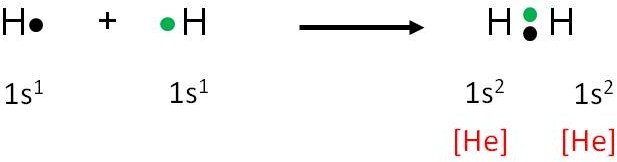 H• + •H ⟶ H : H
1s¹ 1s¹ 1s² 1s²
[He] [He]